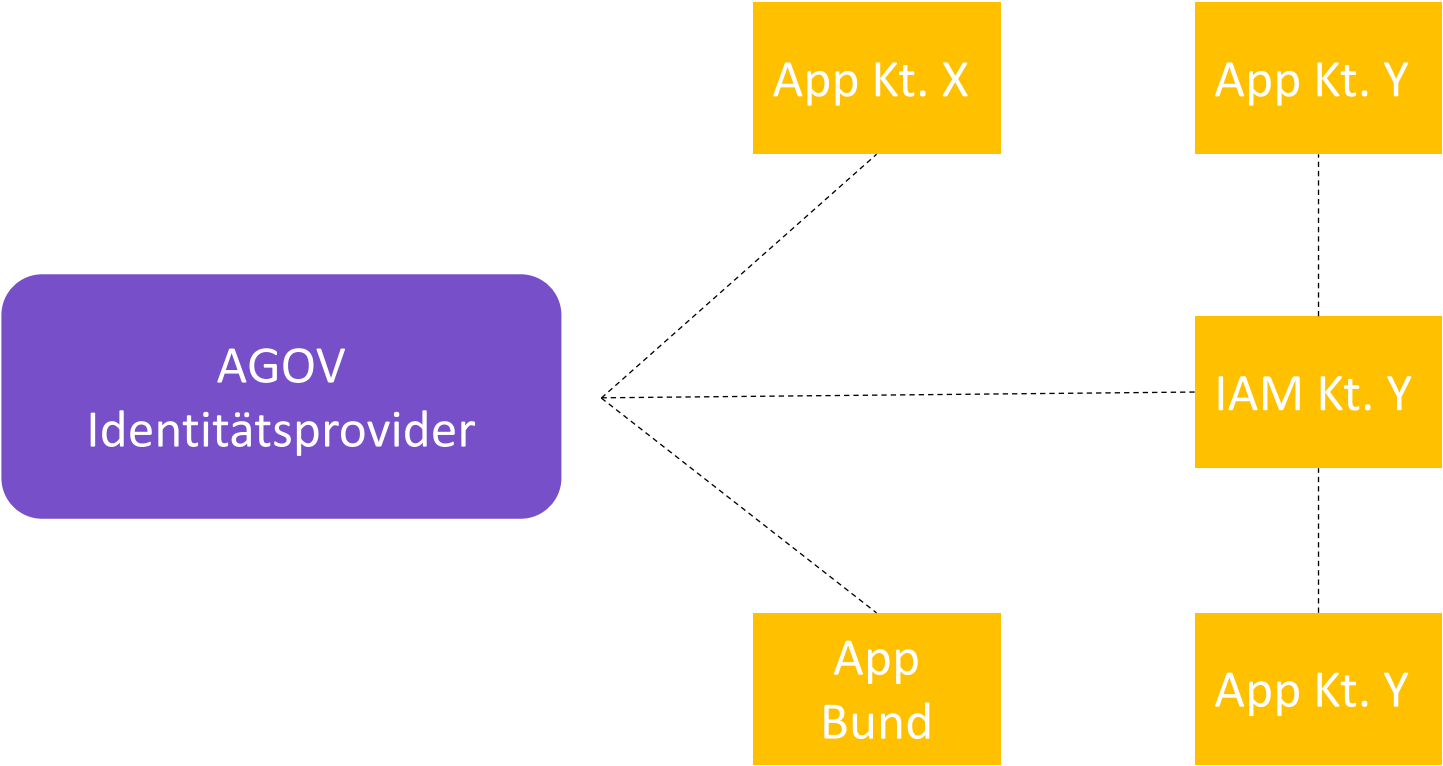 App Kt. X
App Kt. Y
AGOV
Identitätsprovider
IAM Kt. Y
App
Bund
App Kt. Y